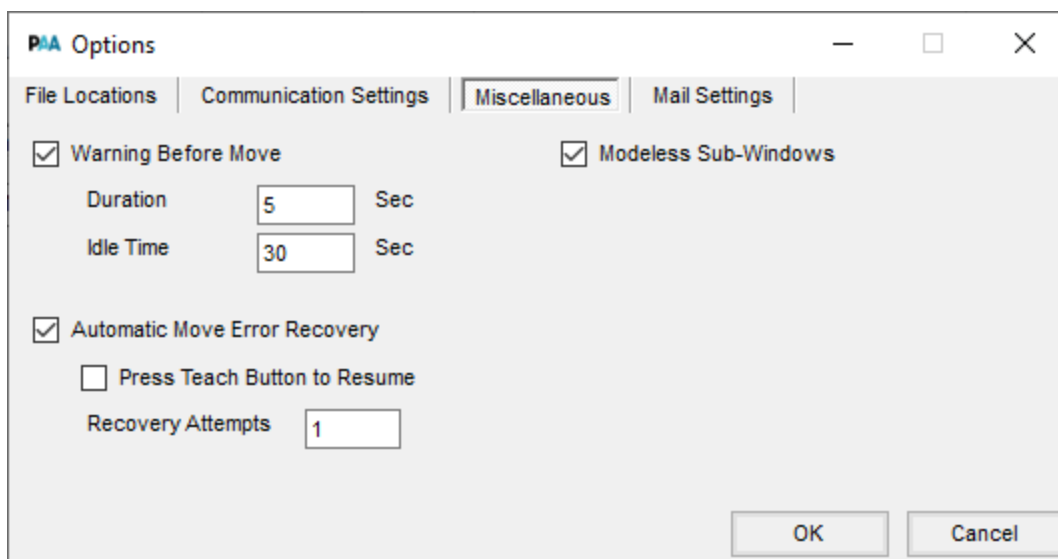 PAA Options
File Locations Communication Settings Miscellaneous Mail Settings
Warning Before Move Modeless Sub-Windows
Duration 5 Sec
Idle Time 30 Sec
Automatic Move Error Recovery
Press Teach Button to Resume
Recovery Attempts 1
OK Cancel